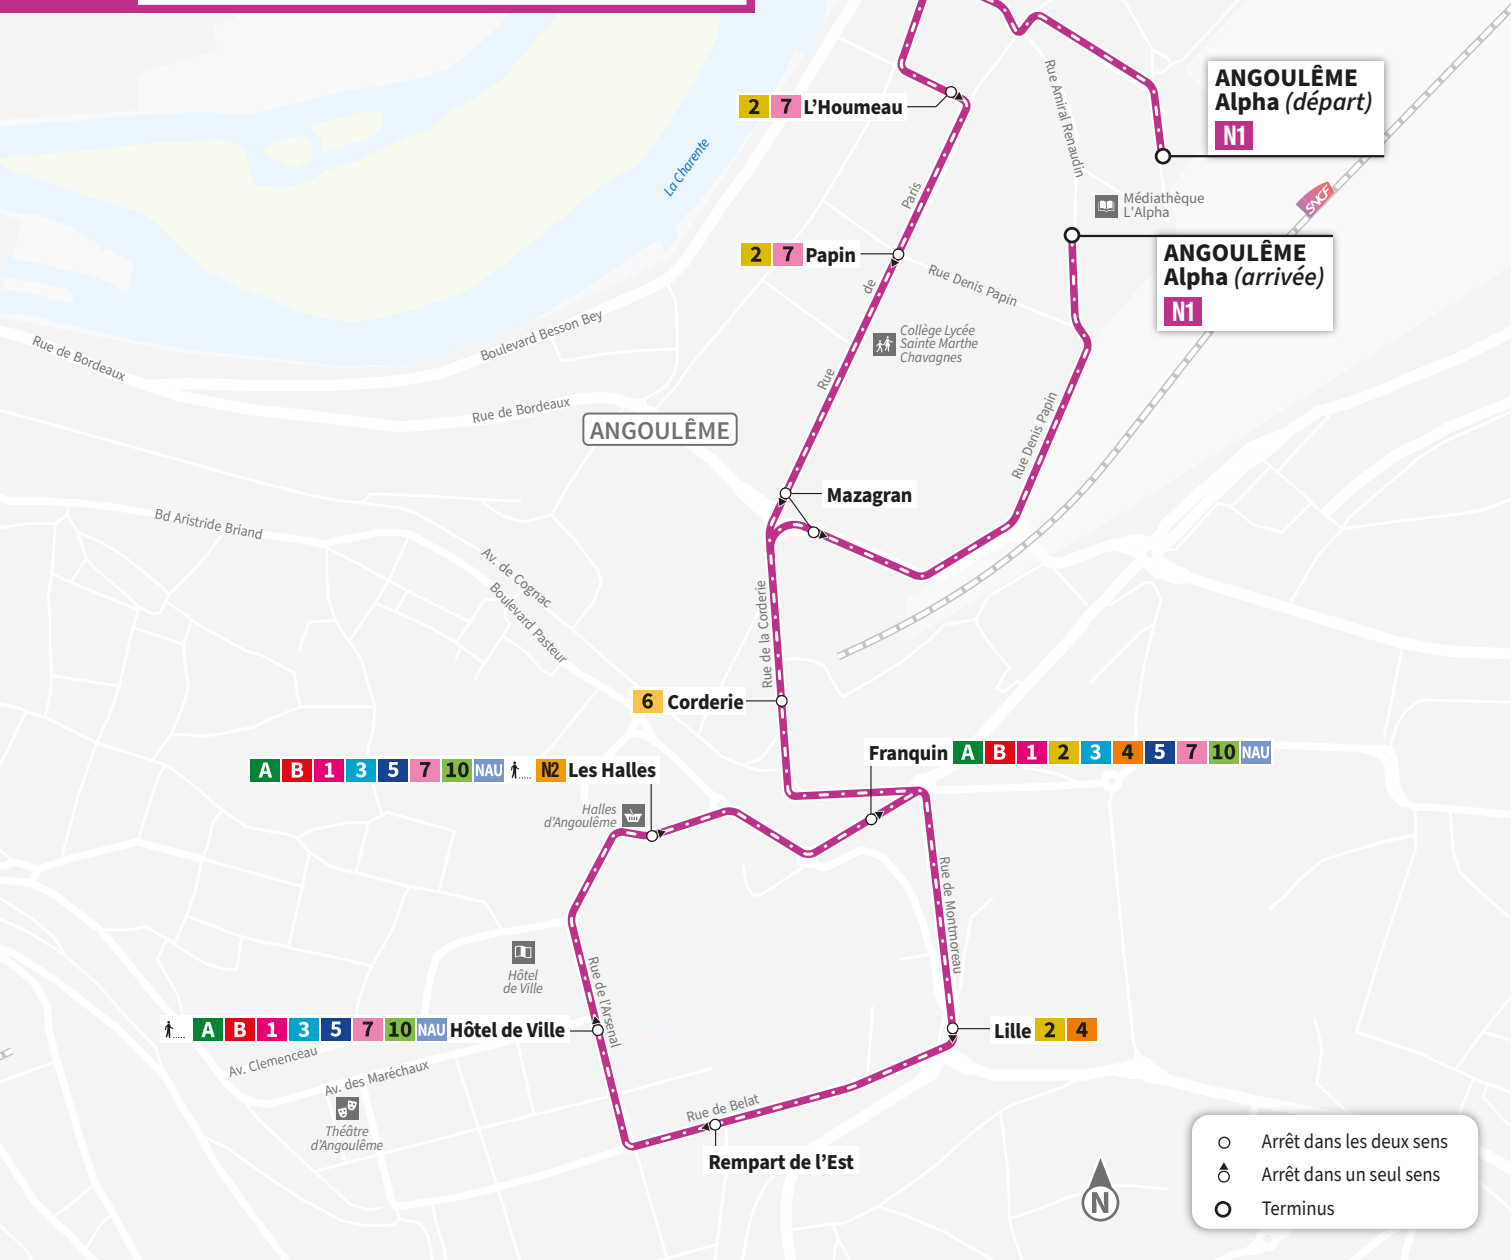 ANGOULÊME
Alpha (départ)
N1
2 7 L'Houmeau
Rue Amiral Renaudin
La Charente
Médiathèque
L'Alpha
SNCF
ANGOULÊME
Alpha (arrivée)
N1
2 7 Papin
Rue de Paris
Rue Denis Papin
Collège Lycée
Sainte Marthe
Chavagnes
Boulevard Besson Bey
Rue de Bordeaux
Rue de Bordeaux
ANGOULÊME
Rue Denis Papin
Mazagran
Bd Aristride Briand
Av. de Cognac
Boulevard Pasteur
Rue de la Corderie
6 Corderie
Franquin A B 1 2 3 4 5 7 10 NAU
A B 1 3 5 7 10 NAU N2 Les Halles
Halles
d'Angoulême
Rue de Montmoreau
Hôtel
de Ville
Rue de l'Arsenal
A B 1 3 5 7 10 NAU Hôtel de Ville
Lille 2 4
Av. Clemenceau
Av. des Maréchaux
Théâtre
d'Angoulême
Rue de Belat
Rempart de l'Est
N
Arrêt dans les deux sens
Arrêt dans un seul sens
Terminus